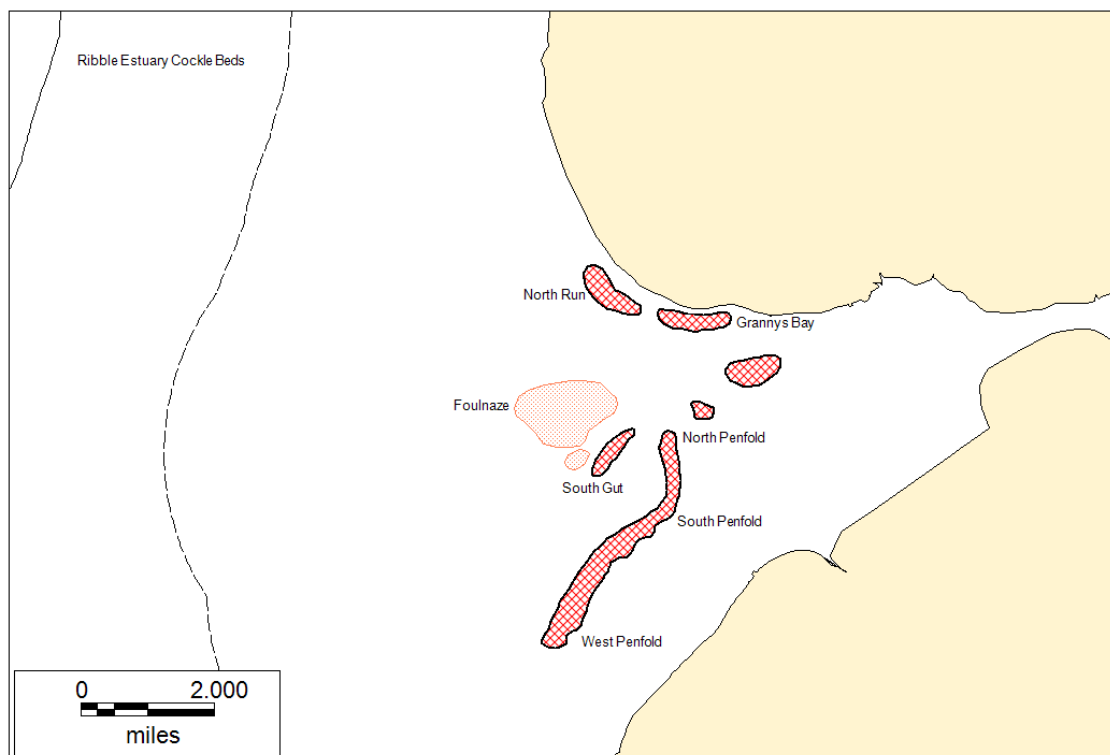 Ribble Estuary Cockle Beds
North Run
Grannys Bay
Foulnaze
North Penfold
South Gut
South Penfold
West Penfold
0 2.000
miles